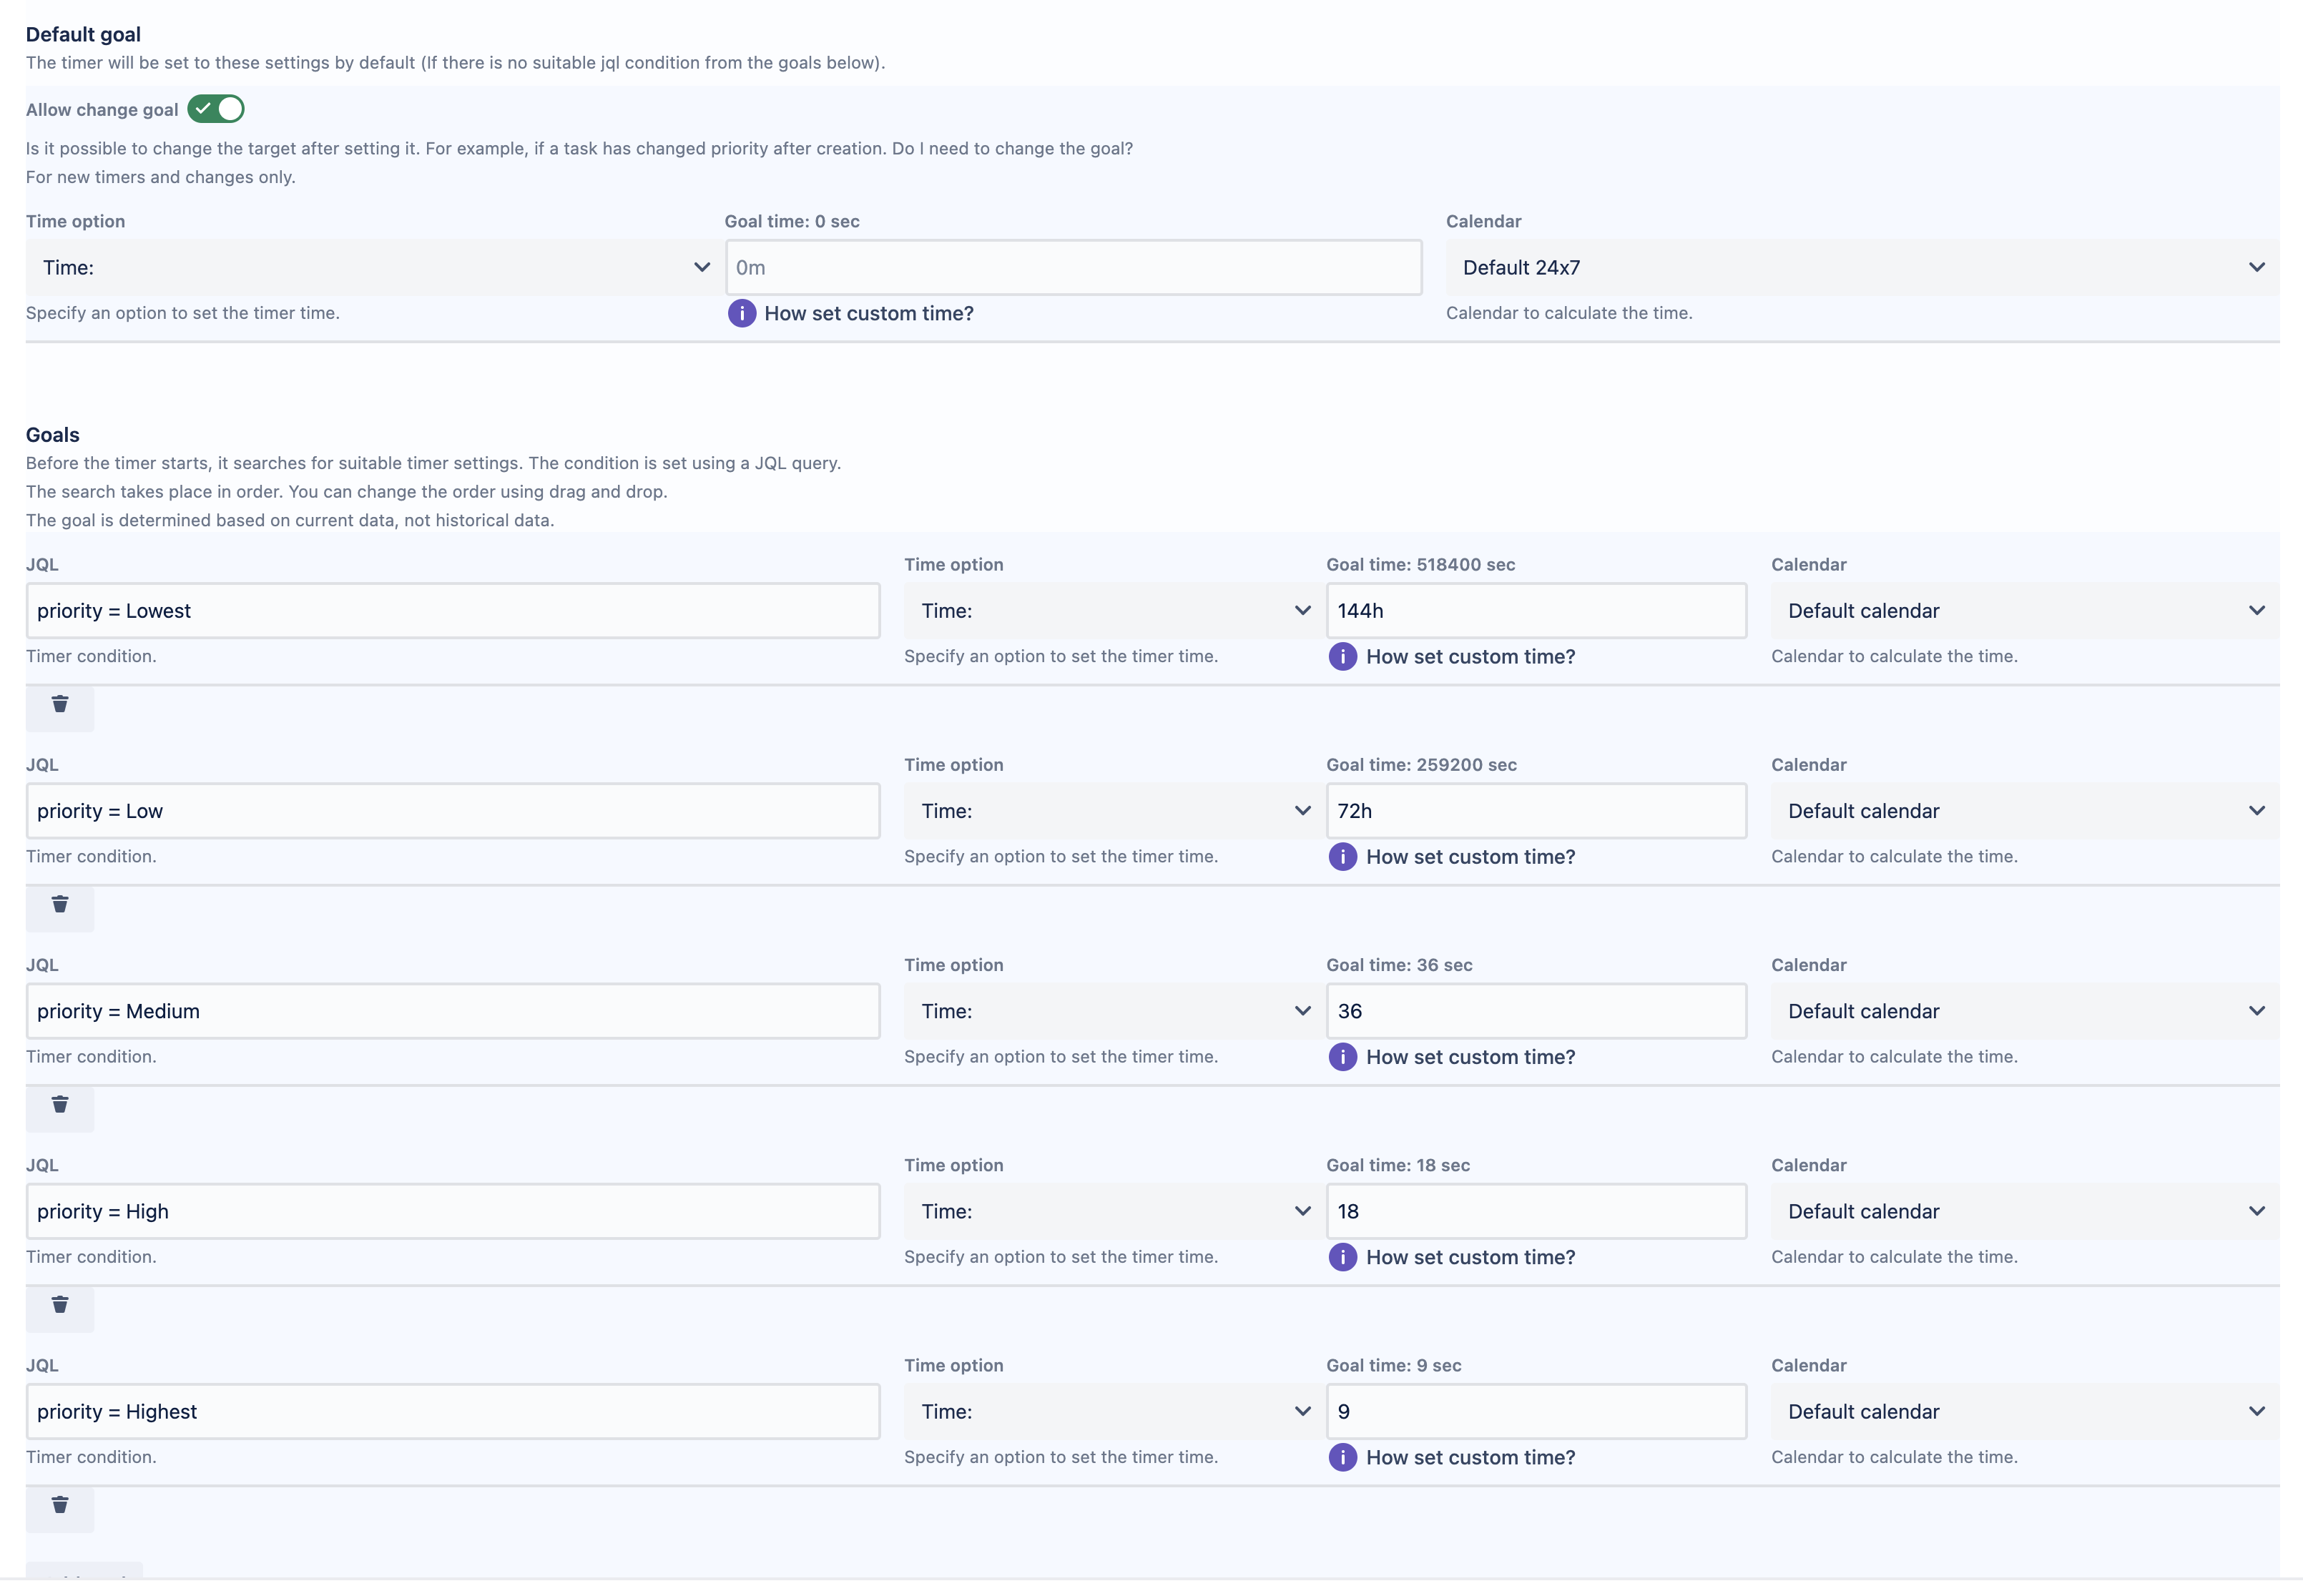 Default goal
The timer will be set to these settings by default (If there is no suitable jql condition from the goals below).
Allow change goal
Is it possible to change the target after setting it. For example, if a task has changed priority after creation. Do I need to change the goal?
For new timers and changes only.
Time option Goal time: 0 sec Calendar
Time: 0m Default 24x7
Specify an option to set the timer time. How set custom time? Calendar to calculate the time.
Goals
Before the timer starts, it searches for suitable timer settings. The condition is set using a JQL query.
The search takes place in order. You can change the order using drag and drop.
The goal is determined based on current data, not historical data.
JQL Time option Goal time: 518400 sec Calendar
priority = Lowest Time: 144h Default calendar
Timer condition. Specify an option to set the timer time. How set custom time? Calendar to calculate the time.
JQL Time option Goal time: 259200 sec Calendar
priority = Low Time: 72h Default calendar
Timer condition. Specify an option to set the timer time. How set custom time? Calendar to calculate the time.
JQL Time option Goal time: 36 sec Calendar
priority = Medium Time: 36 Default calendar
Timer condition. Specify an option to set the timer time. How set custom time? Calendar to calculate the time.
JQL Time option Goal time: 18 sec Calendar
priority = High Time: 18 Default calendar
Timer condition. Specify an option to set the timer time. How set custom time? Calendar to calculate the time.
JQL Time option Goal time: 9 sec Calendar
priority = Highest Time: 9 Default calendar
Timer condition. Specify an option to set the timer time. How set custom time? Calendar to calculate the time.